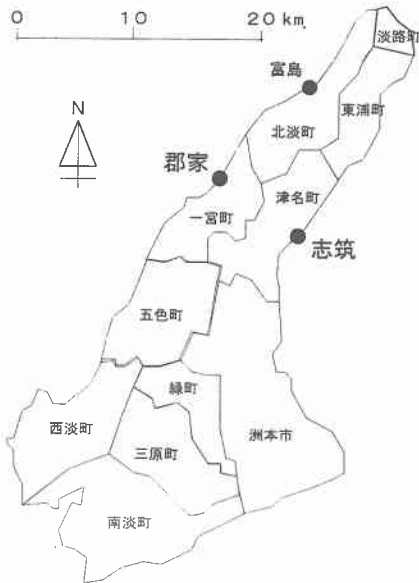 0 10 20 km.
淡路町
富島
東浦町
北淡町
N
郡家
津名町
一宮町
志筑
五色町
緑町
西淡町
洲本市
三原町
南淡町